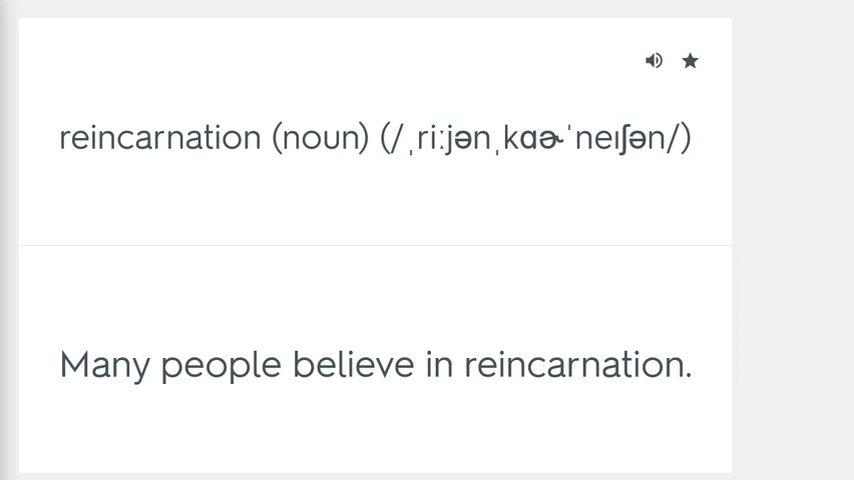 reincarnation (noun) (/ˌriːjənˌkɑɚˈneɪʃən/)
Many people believe in reincarnation.